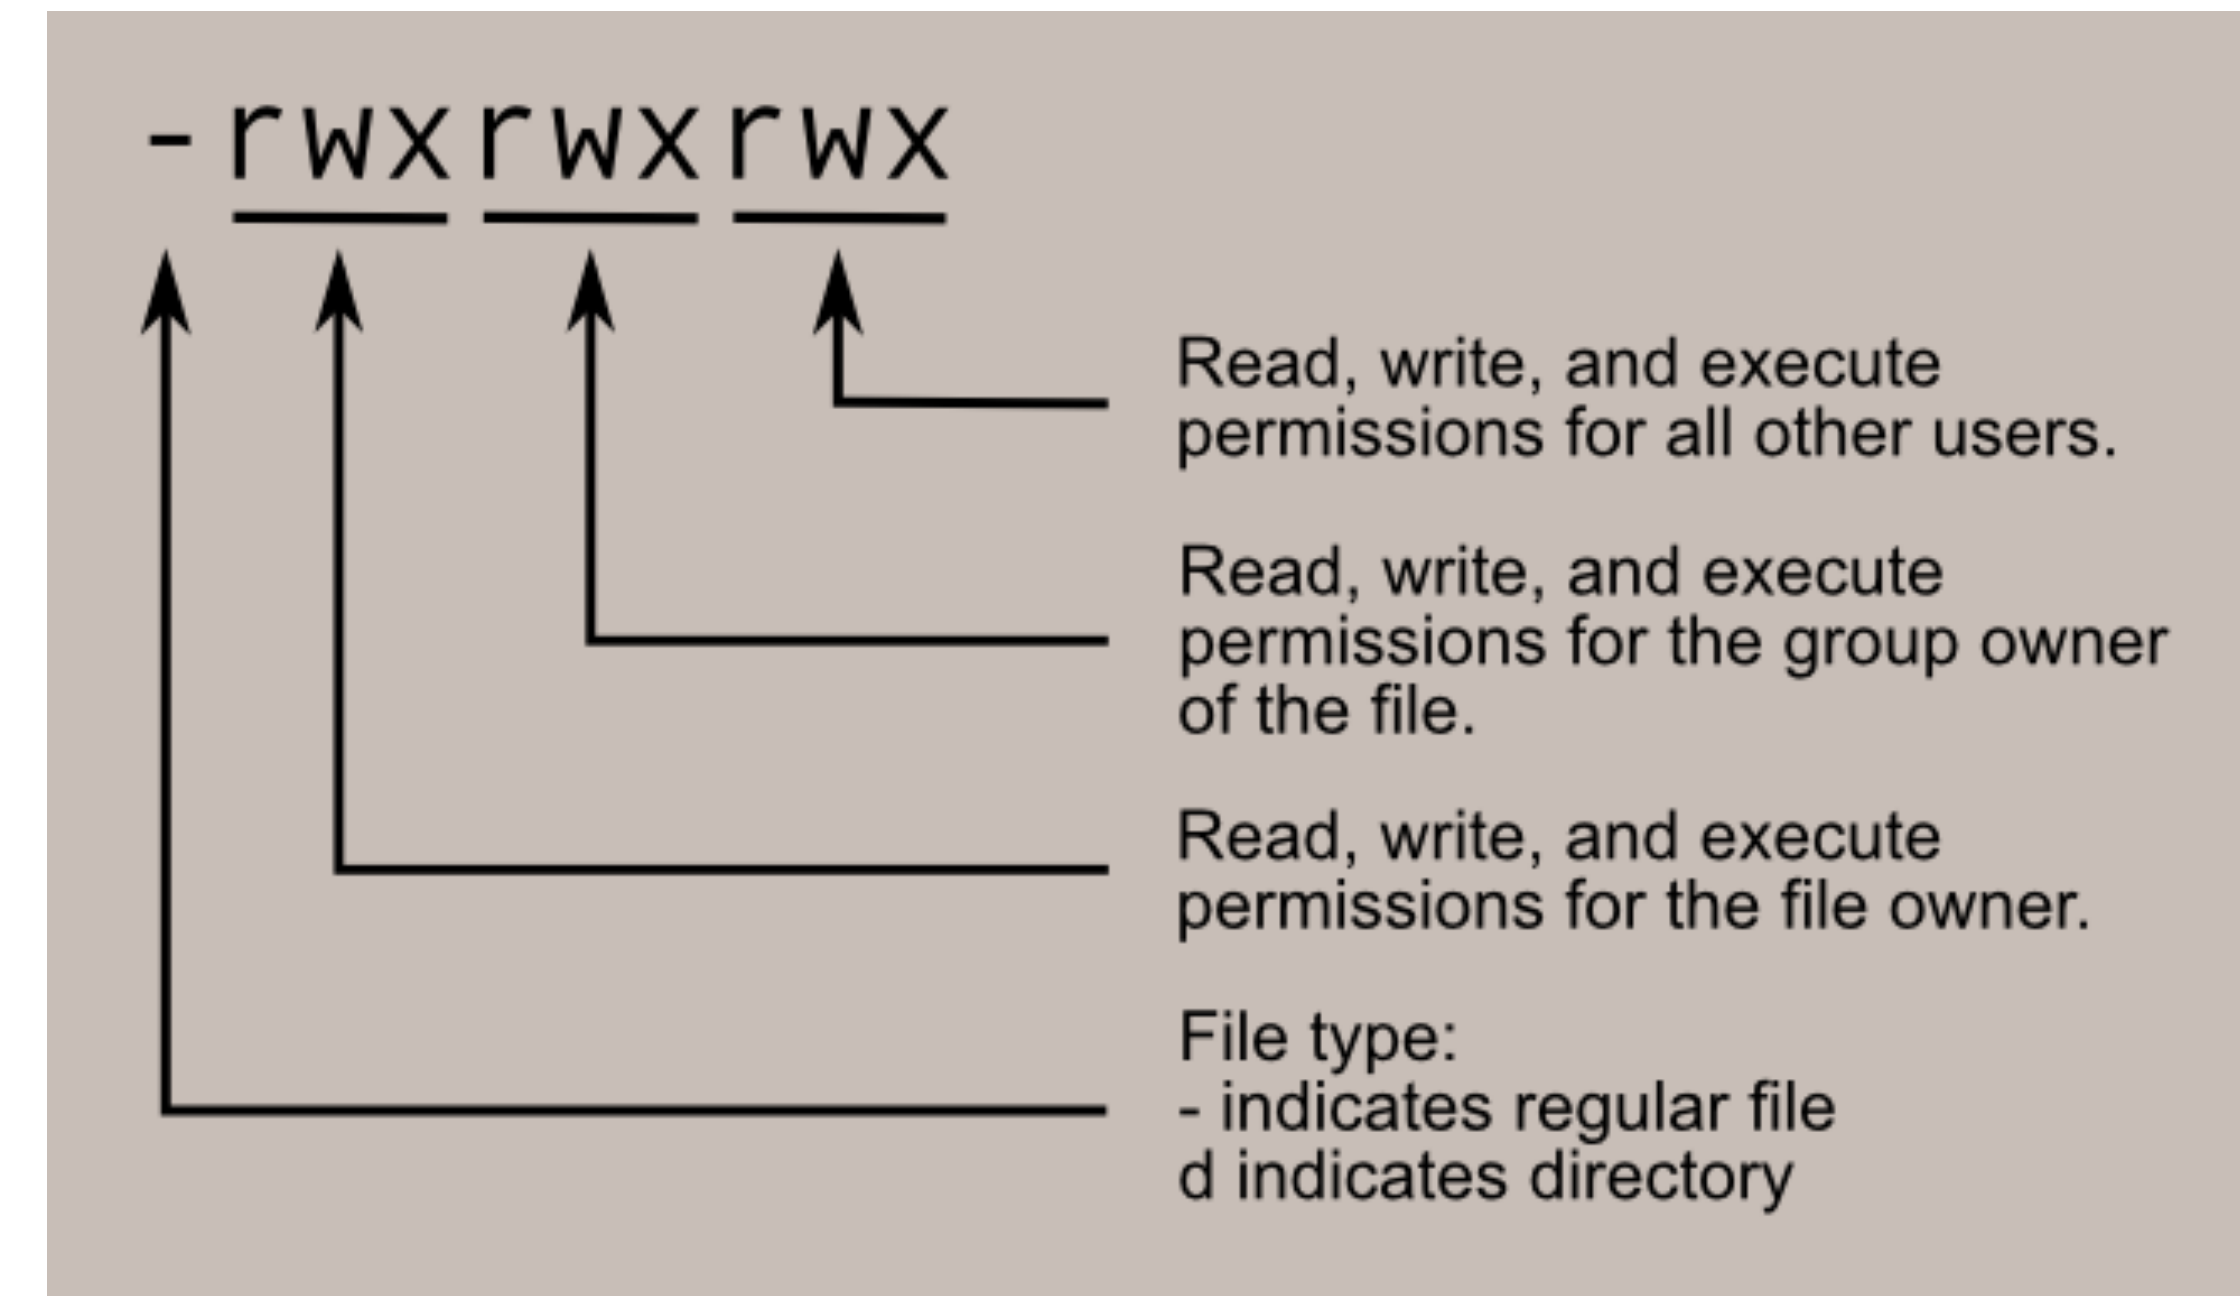 -rwxrwxrwx
Read, write, and execute
permissions for all other users.
Read, write, and execute
permissions for the group owner
of the file.
Read, write, and execute
permissions for the file owner.
File type:
- indicates regular file
d indicates directory